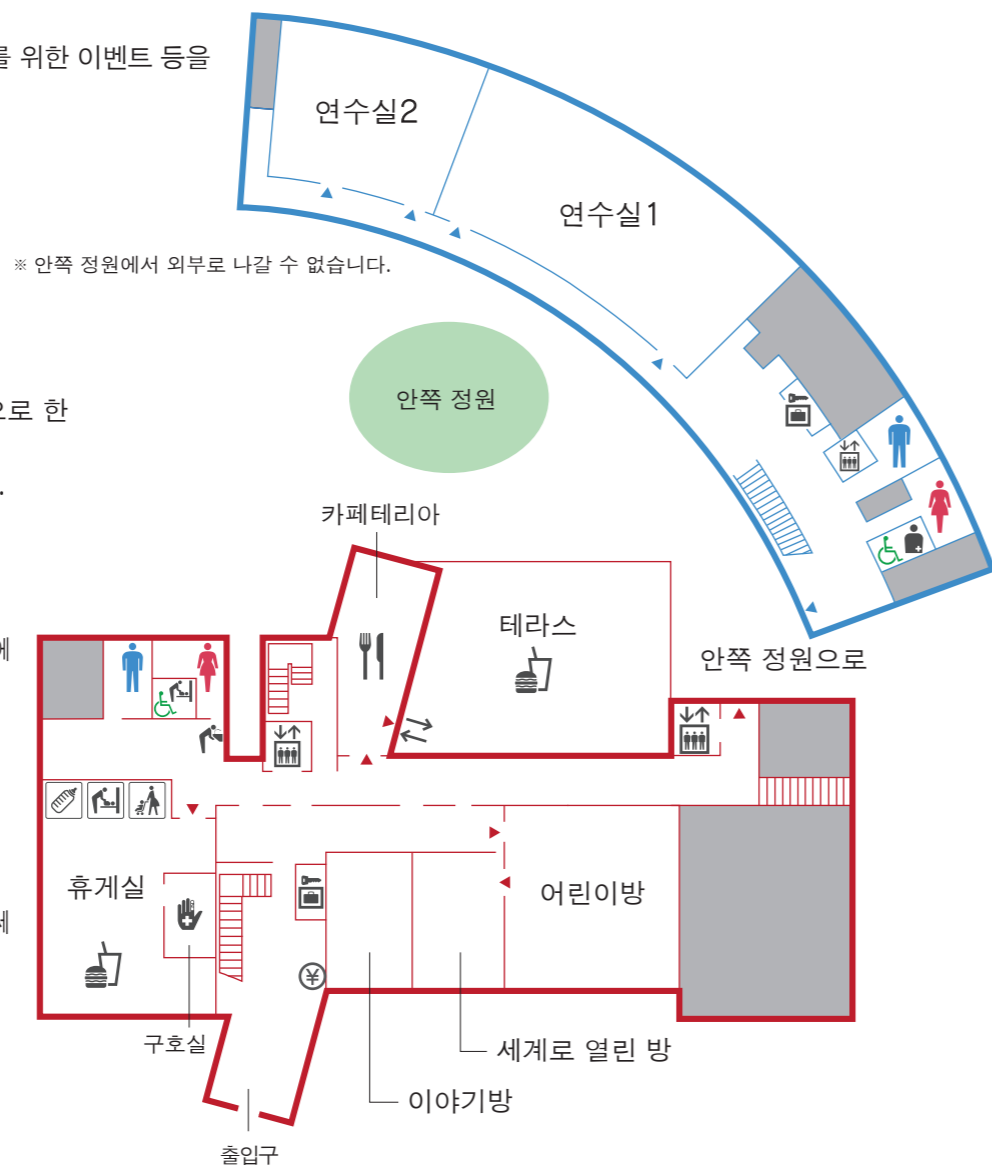 를 위한 이벤트 등을
연수실2
연수실1
※ 안쪽 정원에서 외부로 나갈 수 없습니다.
안쪽 정원
으로 한
.
카페테리아
테라스
안쪽 정원으로
에
휴게실
어린이방
¥
구호실
세계로 열린 방
이야기방
출입구